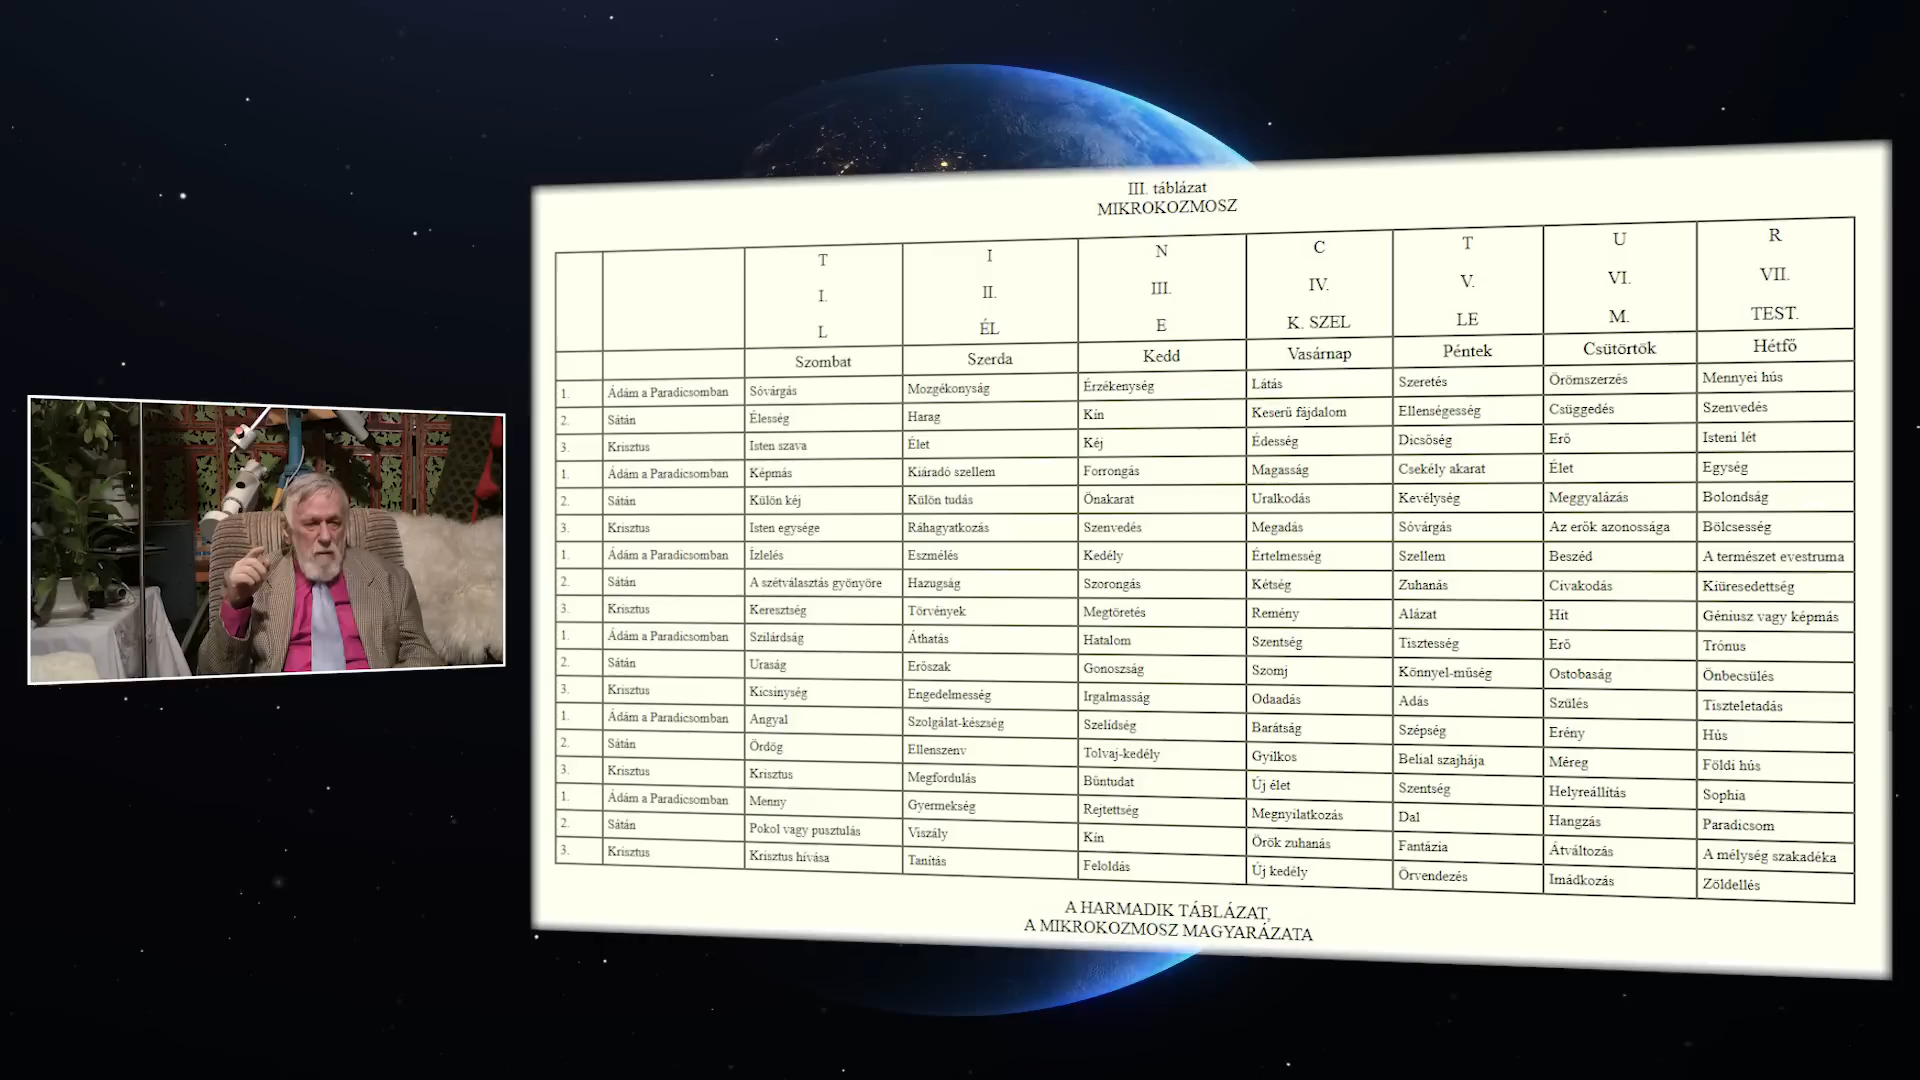 III. táblázat
MIKROKOZMOSZ
T I N C T U R
I. II. III. IV. V. VI. VII.
L ÉL E K. SZEL LE M. TEST.
Szombat Szerda Kedd Vasárnap Péntek Csütörtök Hétfő
1. Ádám a Paradicsomban Sóvárgás Mozgékonyság Érzékenység Látás Szeretés Örömszerzés Mennyei hús
2. Sátán Élesség Harag Kín Keserű fájdalom Ellenségesség Csüggedés Szenvedés
3. Krisztus Isten szava Élet Kéj Édesség Dicsőség Erő Isteni lét
1. Ádám a Paradicsomban Képmás Kiáradó szellem Forrongás Magasság Csekély akarat Élet Egység
2. Sátán Külön kéj Külön tudás Önakarat Uralkodás Kevélység Meggyalázás Bolondság
3. Krisztus Isten egysége Ráhagyatkozás Szenvedés Megadás Sóvárgás Az erők azonossága Bölcsesség
1. Ádám a Paradicsomban Ízlelés Eszmélés Kedély Értelmesség Szellem Beszéd A természet evestruma
2. Sátán A szétválasztás gyönyöre Hazugság Szorongás Kétség Zuhanás Civakodás Kiüresedettség
3. Krisztus Keresztség Törvények Megtöretés Remény Alázat Hit Géniusz vagy képmás
1. Ádám a Paradicsomban Szilárdság Áthatás Hatalom Szentség Tisztesség Erő Trónus
2. Sátán Uraság Erőszak Gonoszság Szomj Könnyel-műség Ostobaság Önbecsülés
3. Krisztus Kicsinység Engedelmesség Irgalmasság Odaadás Adás Szülés Tiszteletadás
1. Ádám a Paradicsomban Angyal Szolgálat-készség Szelídség Barátság Szépség Erény Hús
2. Sátán Ördög Ellenszenv Tolvaj-kedély Gyilkos Belial szajhája Méreg Földi hús
3. Krisztus Krisztus Megfordulás Bűntudat Új élet Szentség Helyreállítás Sophia
1. Ádám a Paradicsomban Menny Gyermekség Rejtettség Megnyilatkozás Dal Hangzás Paradicsom
2. Sátán Pokol vagy pusztulás Viszály Kín Örök zuhanás Fantázia Átváltozás A mélység szakadéka
3. Krisztus Krisztus hívása Tanítás Feloldás Új kedély Örvendezés Imádkozás Zöldellés
A HARMADIK TÁBLÁZAT,
A MIKROKOZMOSZ MAGYARÁZATA